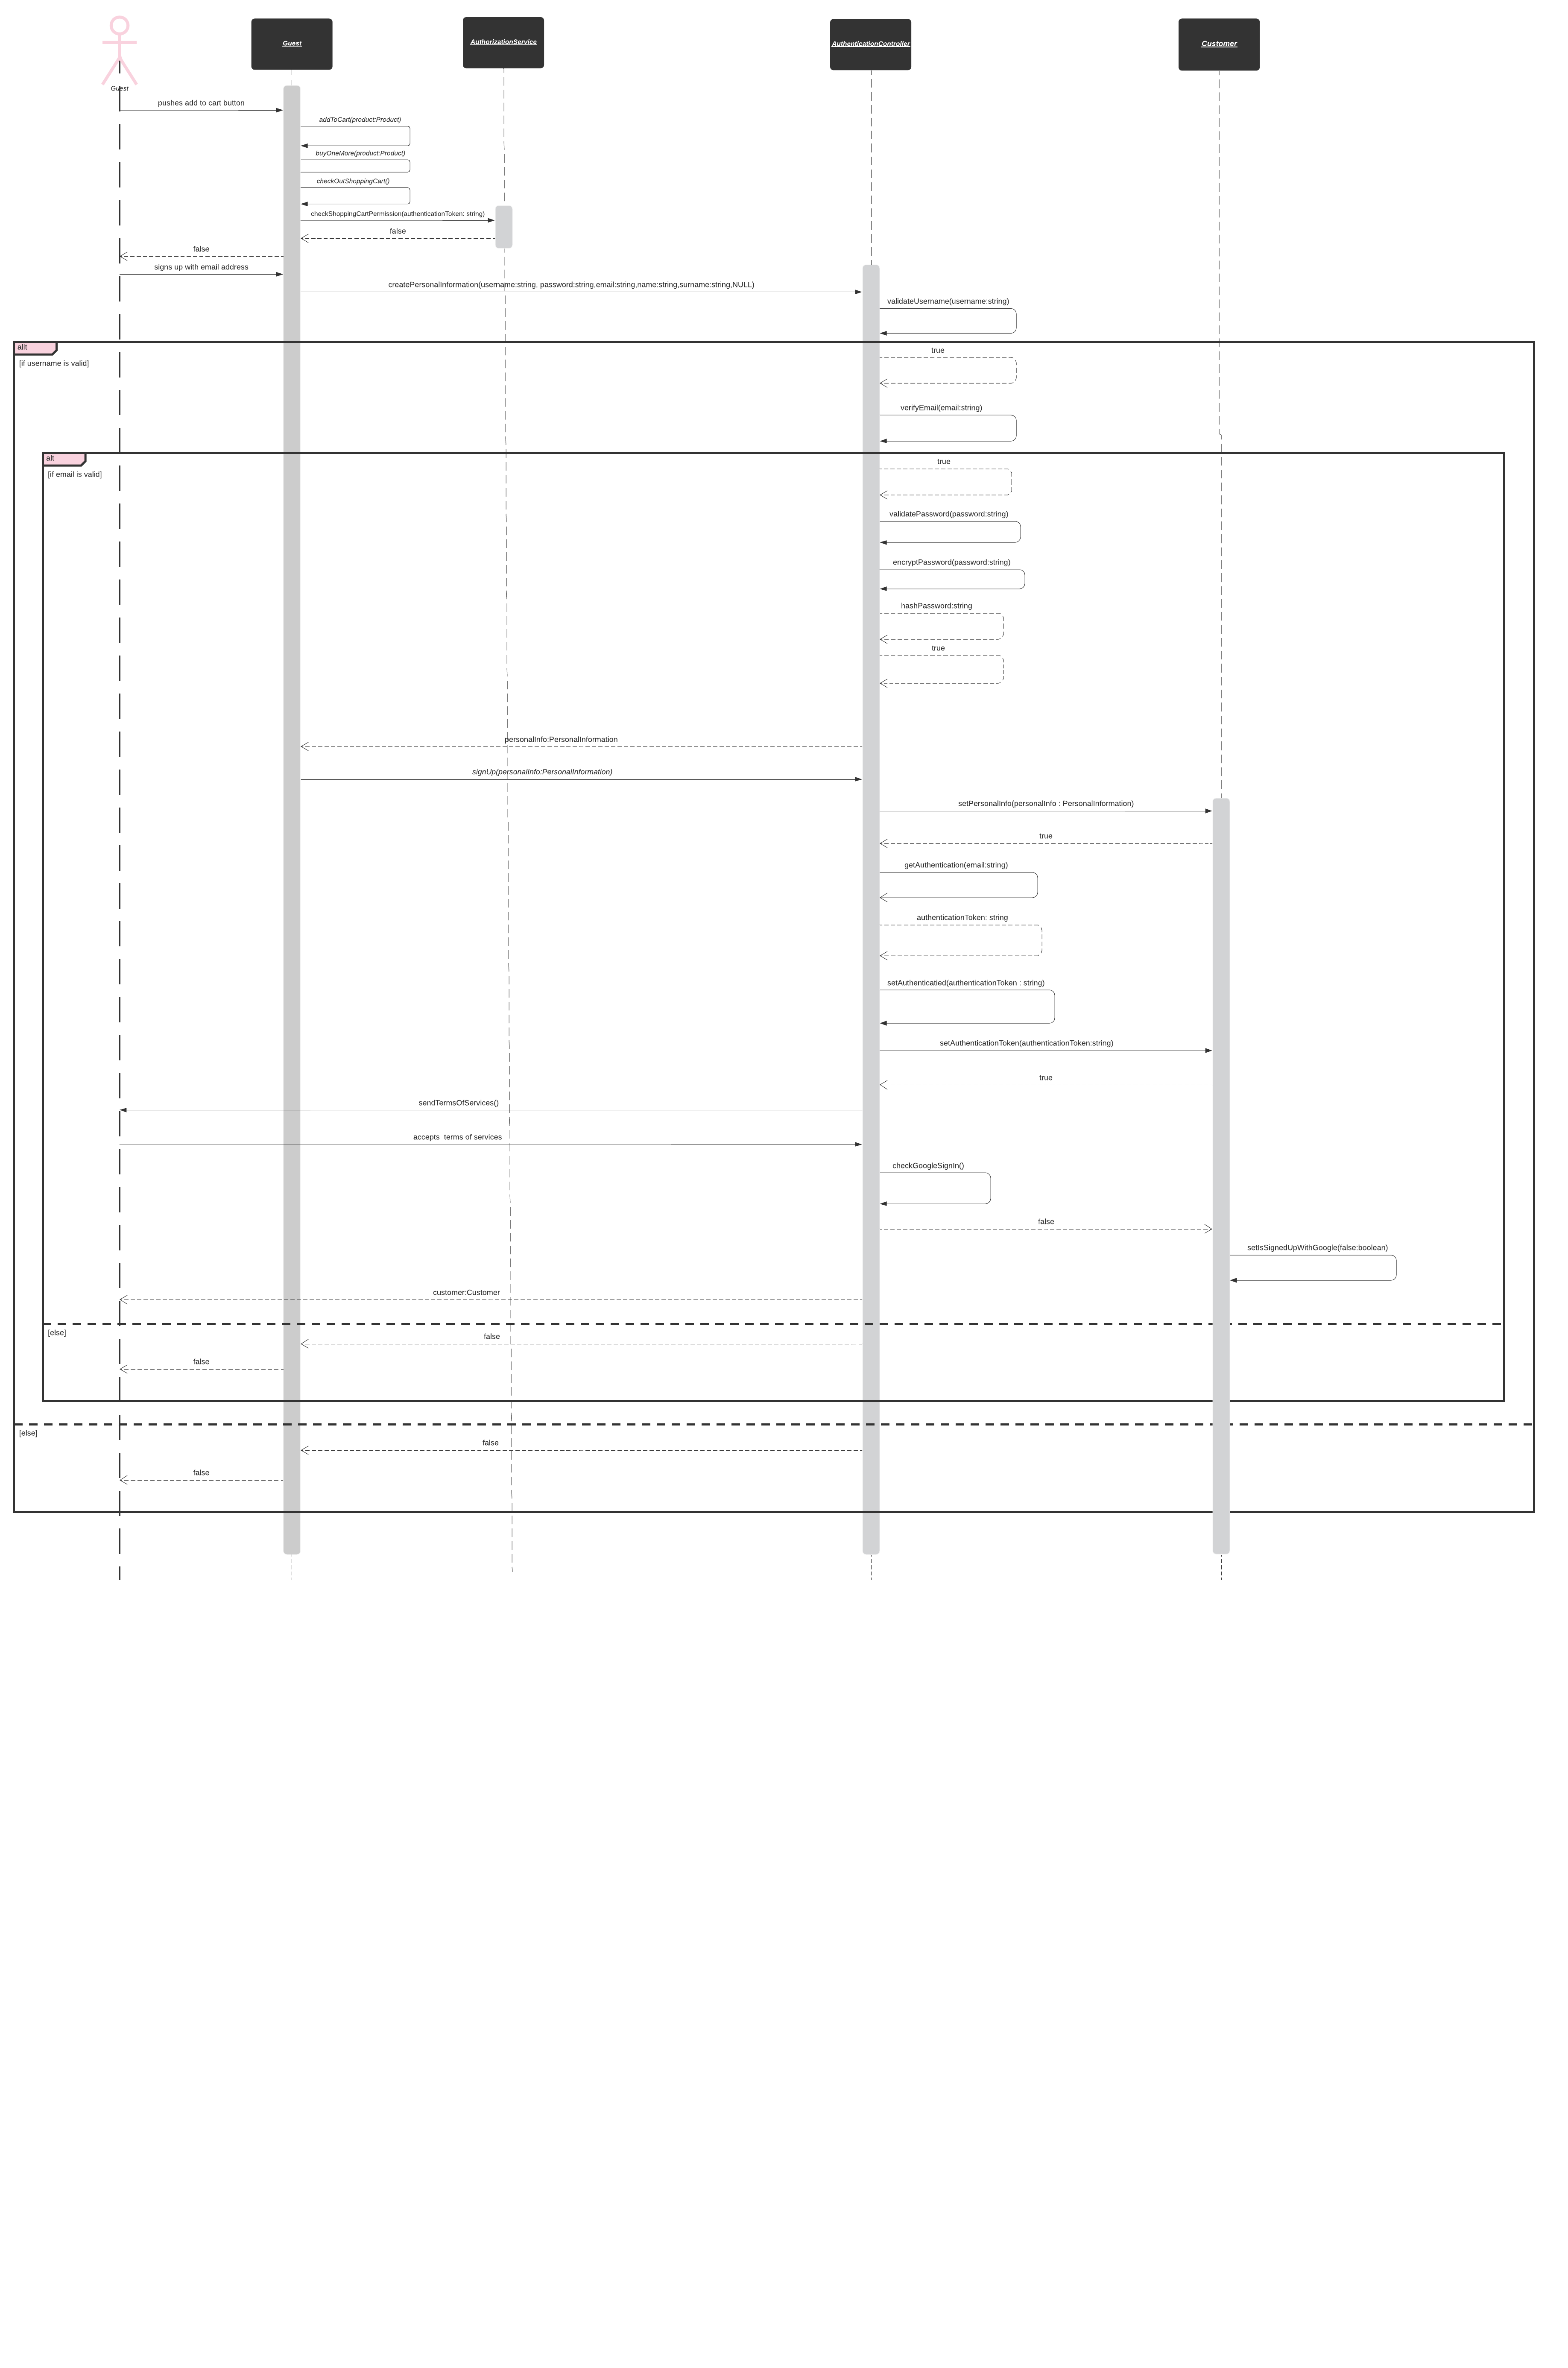 Guest
AuthorizationService
AuthenticationController
Customer
Guest
pushes add to cart button
addToCart(product:Product)
buyOneMore(product:Product)
checkOutShoppingCart()
checkShoppingCartPermission(authenticationToken: string)
false
false
signs up with email address
createPersonalInformation(username:string, password:string,email:string,name:string,surname:string,NULL)
validateUsername(username:string)
allt
true
[if username is valid]
verifyEmail(email:string)
alt
true
[if email is valid]
validatePassword(password:string)
encryptPassword(password:string)
hashPassword:string
true
personalInfo:PersonalInformation
signUp(personalInfo:PersonalInformation)
setPersonalInfo(personalInfo : PersonalInformation)
true
getAuthentication(email:string)
authenticationToken: string
setAuthenticatied(authenticationToken : string)
setAuthenticationToken(authenticationToken:string)
true
sendTermsOfServices()
accepts  terms of services
checkGoogleSignIn()
false
setIsSignedUpWithGoogle(false:boolean)
customer:Customer
[else]
false
false
[else]
false
false